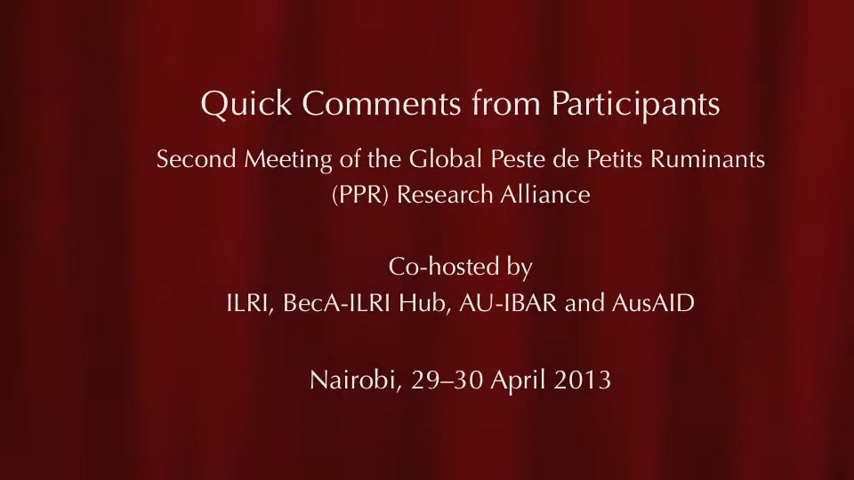 Quick Comments from Participants
Second Meeting of the Global Peste de Petits Ruminants
(PPR) Research Alliance
Co-hosted by
ILRI, BecA-ILRI Hub, AU-IBAR and AusAID
Nairobi, 29–30 April 2013